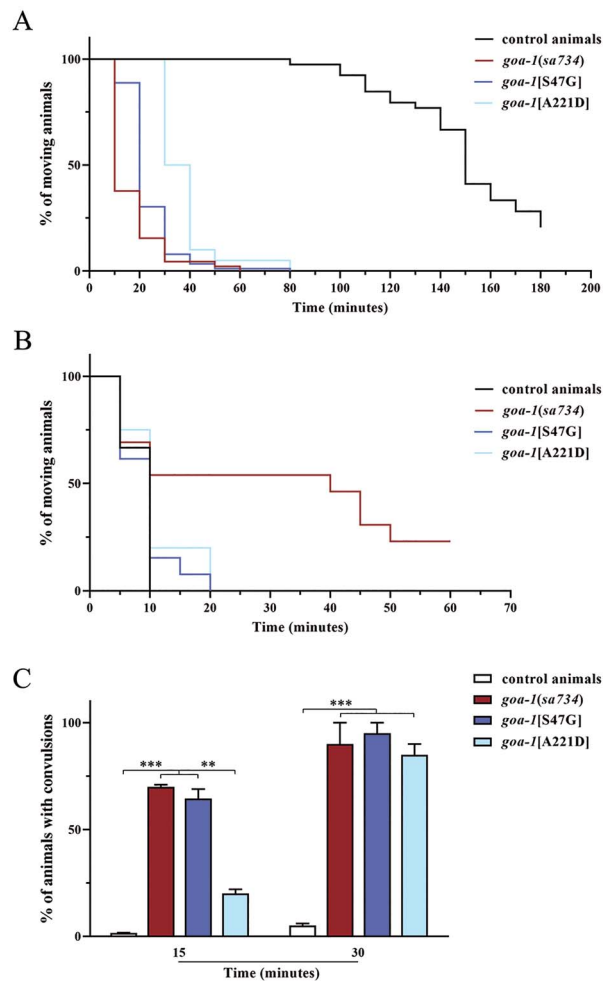 A
control animals
goa-1(sa734)
goa-1[S47G]
goa-1[A221D]
% of moving animals
100
50
0
0 20 40 60 80 100 120 140 160 180 200
Time (minutes)
B
control animals
goa-1(sa734)
goa-1[S47G]
goa-1[A221D]
% of moving animals
100
50
0
0 10 20 30 40 50 60 70
Time (minutes)
C
control animals
goa-1(sa734)
goa-1[S47G]
goa-1[A221D]
% of animals with convulsions
100
50
0
*** **
***
15 30
Time (minutes)